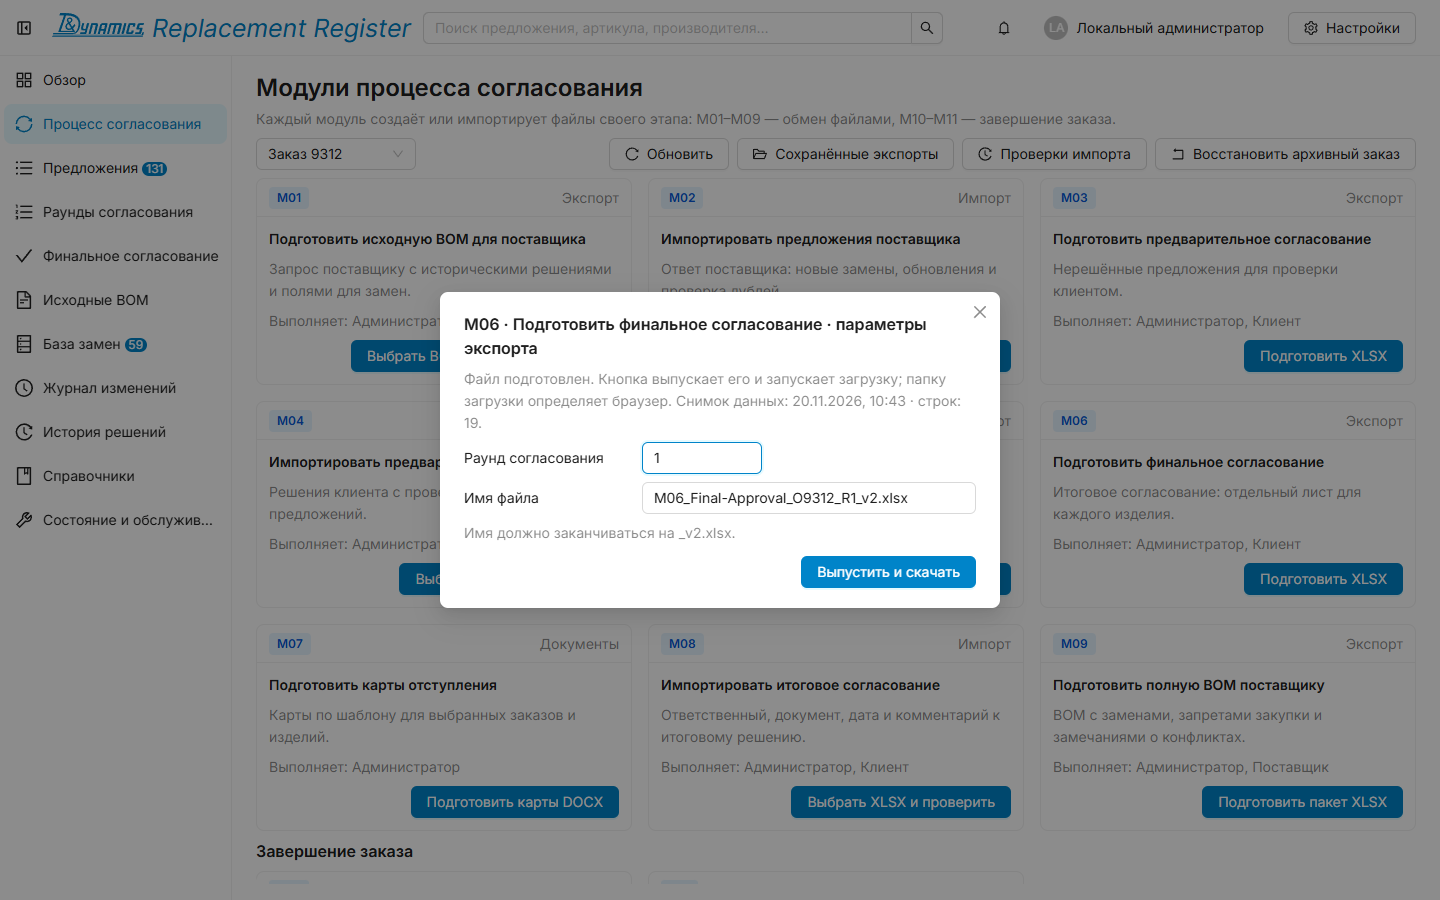 DYNAMICS Replacement Register
Поиск предложения, артикула, производителя...
LA Локальный администратор
Настройки
Обзор
Процесс согласования
Предложения 131
Раунды согласования
Финальное согласование
Исходные BOM
База замен 59
Журнал изменений
История решений
Справочники
Состояние и обслужив...
Модули процесса согласования
Каждый модуль создаёт или импортирует файлы своего этапа: M01–M09 — обмен файлами, M10–M11 — завершение заказа.
Заказ 9312
Обновить
Сохранённые экспорты
Проверки импорта
Восстановить архивный заказ
M01 Экспорт
Подготовить исходную BOM для поставщика
Запрос поставщику с историческими решениями
и полями для замен.
Выполняет: Администрат
Выбрать B
M02 Импорт
Импортировать предложения поставщика
Ответ поставщика: новые замены, обновления и
проверка дублей.
M03 Экспорт
Подготовить предварительное согласование
Нерешённые предложения для проверки
клиентом.
Выполняет: Администратор, Клиент
Подготовить XLSX
M06 · Подготовить финальное согласование · параметры
экспорта
Файл подготовлен. Кнопка выпускает его и запускает загрузку; папку
загрузки определяет браузер. Снимок данных: 20.11.2026, 10:43 · строк:
19.
Раунд согласования 1
Имя файла M06_Final-Approval_O9312_R1_v2.xlsx
Имя должно заканчиваться на _v2.xlsx.
Выпустить и скачать
M04
Импортировать предвар
Решения клиента с пров
предложений.
Выполняет: Админист
Выб
рт
M06 Экспорт
Подготовить финальное согласование
Итоговое согласование: отдельный лист для
каждого изделия.
Выполняет: Администратор, Клиент
Подготовить XLSX
M07 Документы
Подготовить карты отступления
Карты по шаблону для выбранных заказов и
изделий.
Выполняет: Администратор
Подготовить карты DOCX
M08 Импорт
Импортировать итоговое согласование
Ответственный, документ, дата и комментарий к
итоговому решению.
Выполняет: Администратор, Клиент
Выбрать XLSX и проверить
M09 Экспорт
Подготовить полную BOM поставщику
BOM с заменами, запретами закупки и
замечаниями о конфликтах.
Выполняет: Администратор, Поставщик
Подготовить пакет XLSX
Завершение заказа